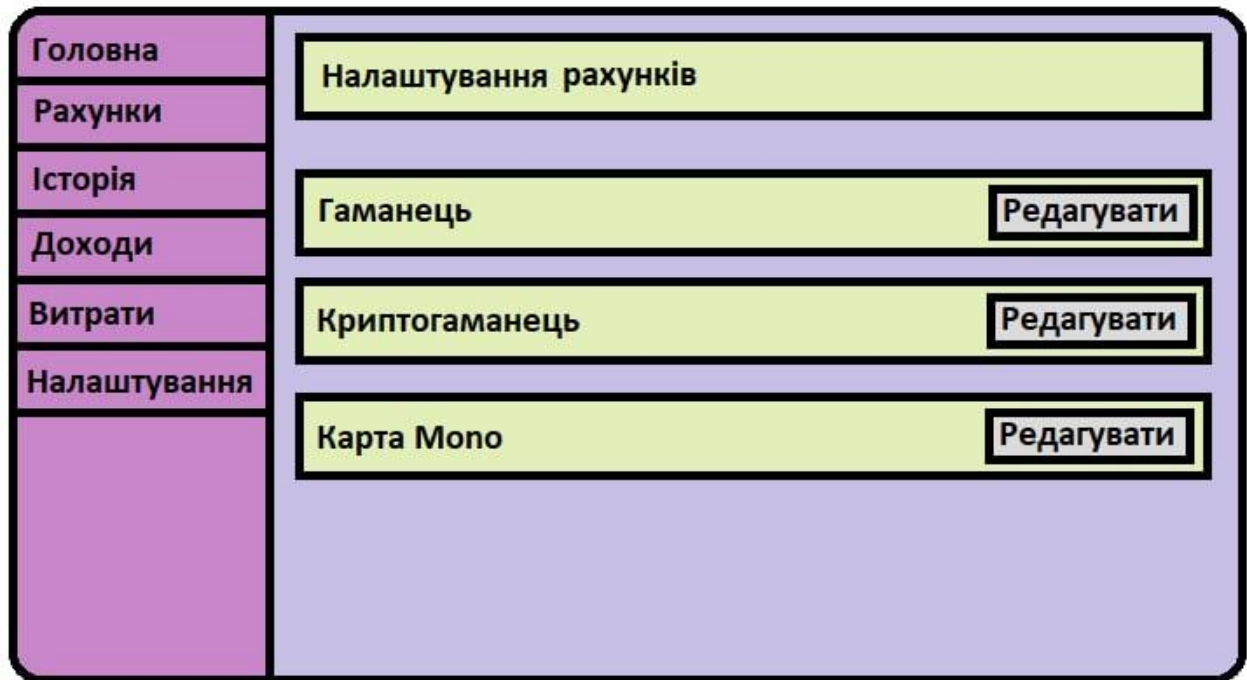 Головна
Рахунки
Історія
Доходи
Витрати
Налаштування
Налаштування рахунків
Гаманець Редагувати
Криптогаманець Редагувати
Карта Mono Редагувати